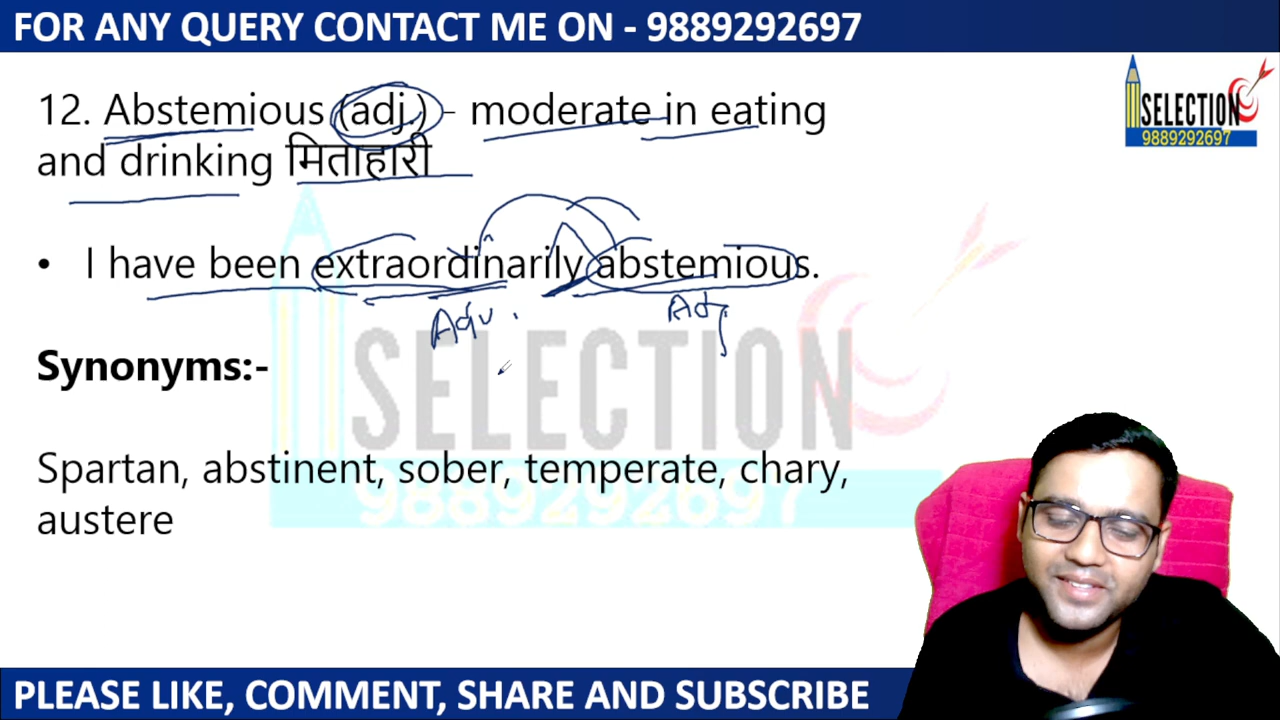 FOR ANY QUERY CONTACT ME ON - 9889292697
SELECTION
9889292697
12. Abstemious (adj.) - moderate in eating
and drinking मिताहारी
• I have been extraordinarily abstemious.
Adv. Adj
Synonyms:-
SELECTION
9889292697
Spartan, abstinent, sober, temperate, chary,
austere
PLEASE LIKE, COMMENT, SHARE AND SUBSCRIBE